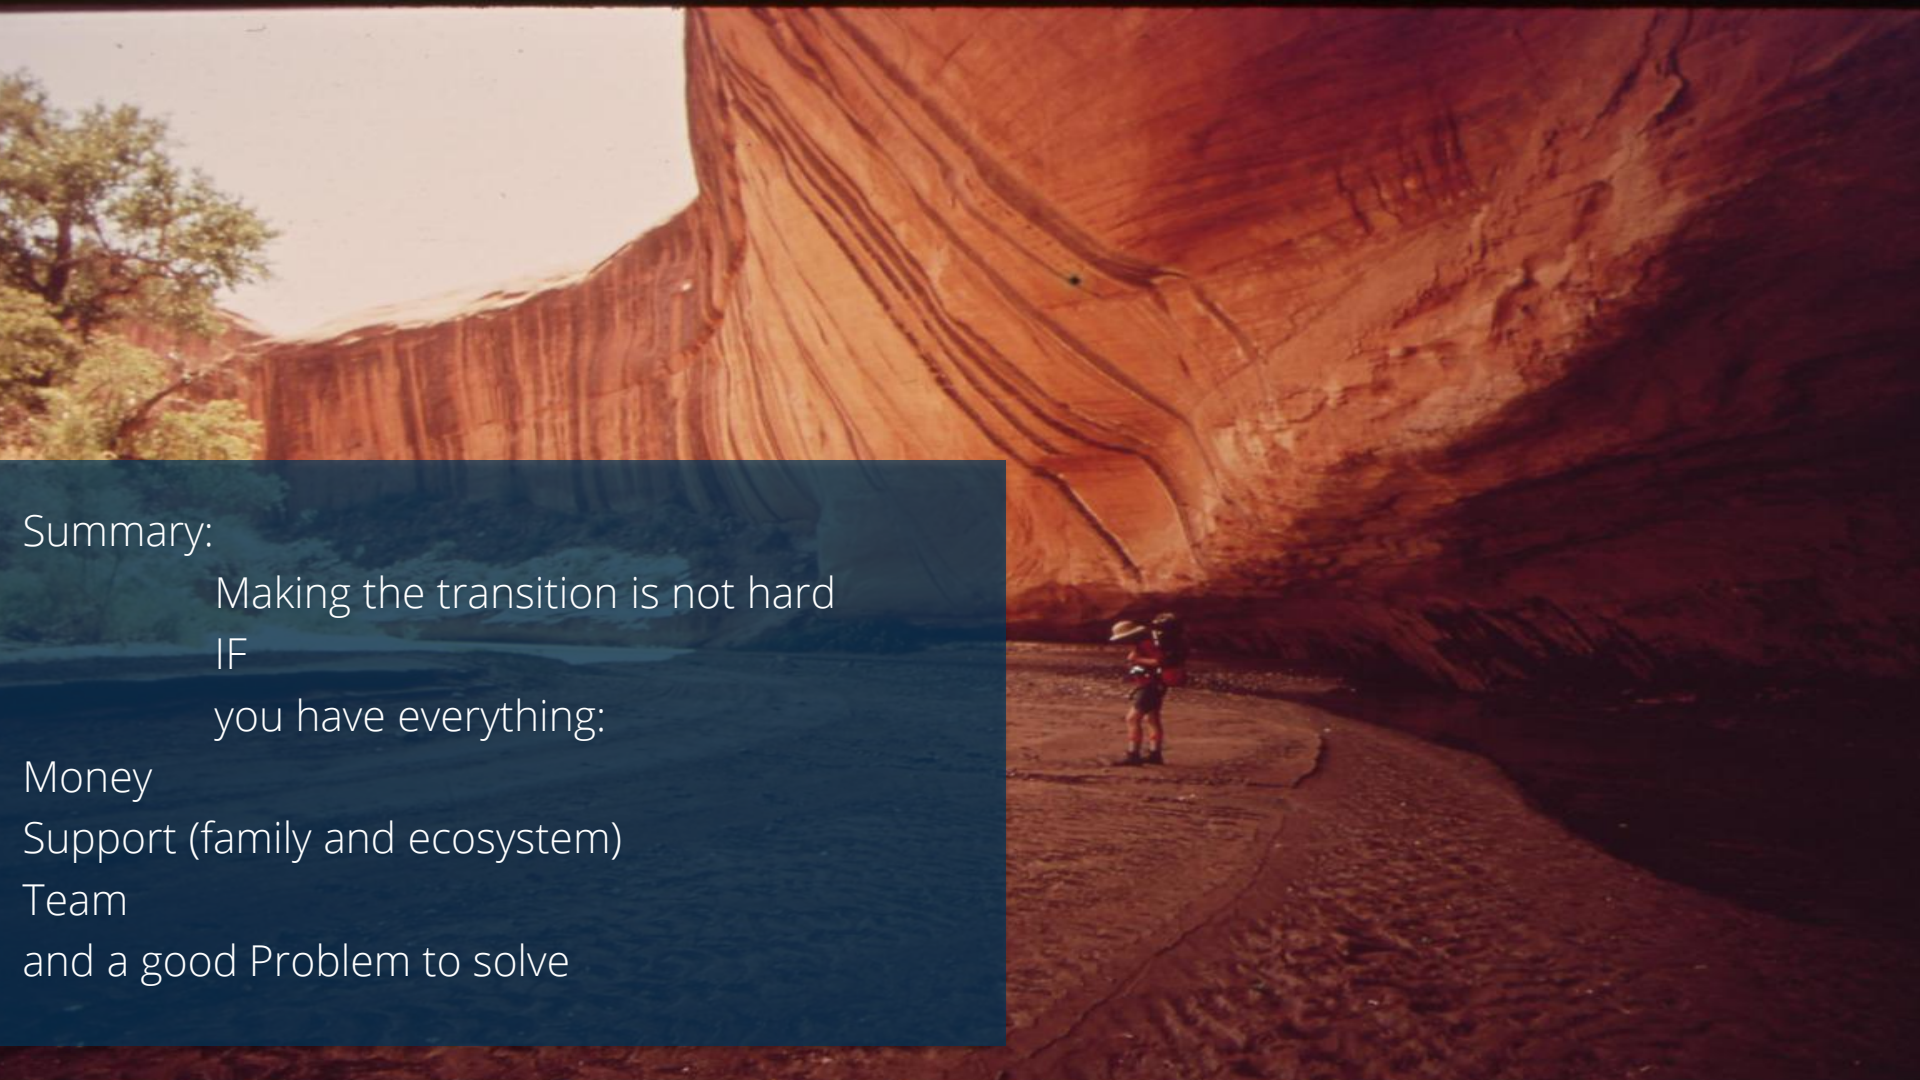 Summary:
Making the transition is not hard
IF
you have everything:
Money
Support (family and ecosystem)
Team
and a good Problem to solve